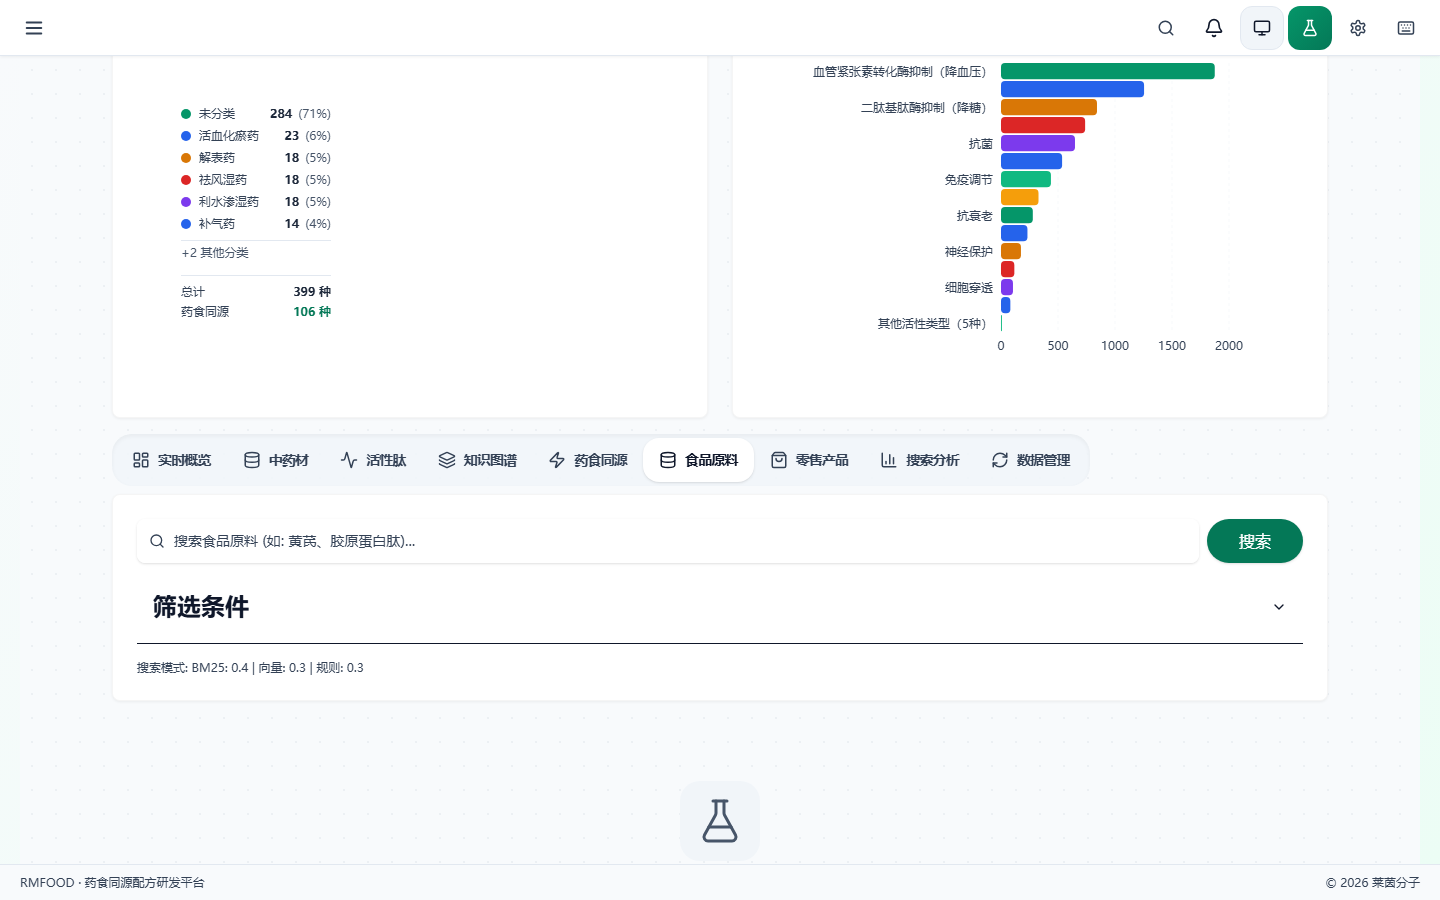 未分类 284 (71%)
活血化瘀药 23 (6%)
解表药 18 (5%)
祛风湿药 18 (5%)
利水渗湿药 18 (5%)
补气药 14 (4%)
+2 其他分类
总计 399 种
药食同源 106 种
血管紧张素转化酶抑制（降血压）
二肽基肽酶抑制（降糖）
抗菌
免疫调节
抗衰老
神经保护
细胞穿透
其他活性类型（5种）
0 500 1000 1500 2000
实时概览 中药材 活性肽 知识图谱 药食同源 食品原料 零售产品 搜索分析 数据管理
搜索食品原料 (如: 黄芪、胶原蛋白肽)... 搜索
筛选条件
搜索模式: BM25: 0.4 | 向量: 0.3 | 规则: 0.3
RMFOOD · 药食同源配方研发平台 © 2026 莱茵分子